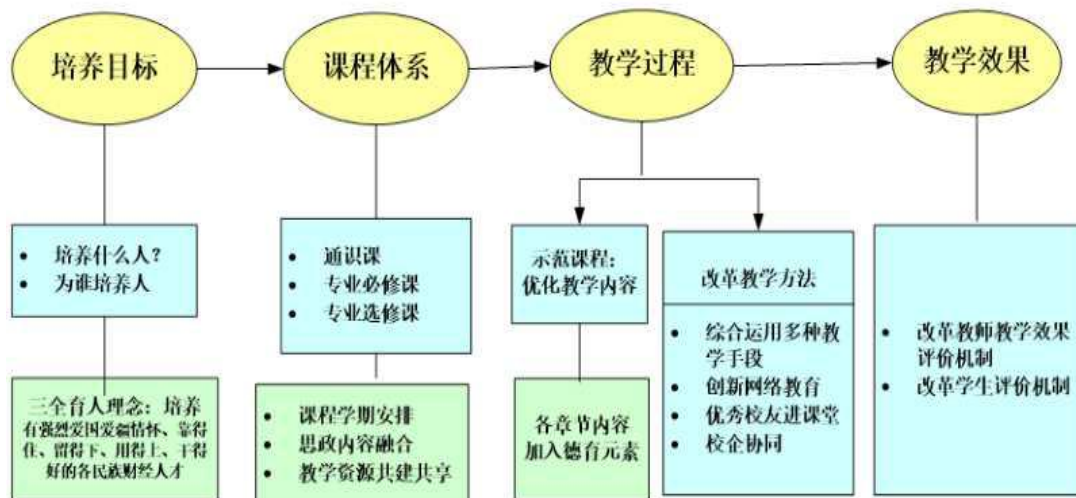 培养目标
课程体系
教学过程
教学效果
• 培养什么人？
• 为谁培养人
• 通识课
• 专业必修课
• 专业选修课
示范课程：
优化教学内容
改革教学方法
• 综合运用多种教
学手段
• 创新网络教育
• 优秀校友进课堂
• 校企协同
• 改革教师教学效果
评价机制
• 改革学生评价机制
三全育人理念：培养
有强烈爱国爱疆情怀、靠得
住、留得下、用得上、干得
好的各民族财经人才
• 课程学期安排
• 思政内容融合
• 教学资源共建共享
各章节内容
加入德育元素